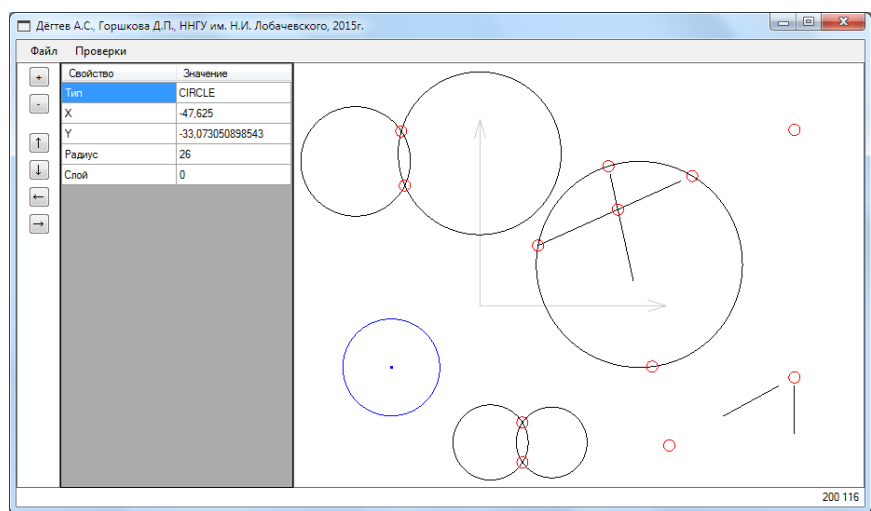 Дёгтев А.С., Горшкова Д.П., ННГУ им. Н.И. Лобачевского, 2015г.
Файл Проверки
+
-
↑
↓
←
→
Свойство Значение
Тип CIRCLE
X -47,625
Y -33,073050898543
Радиус 26
Слой 0
200 116